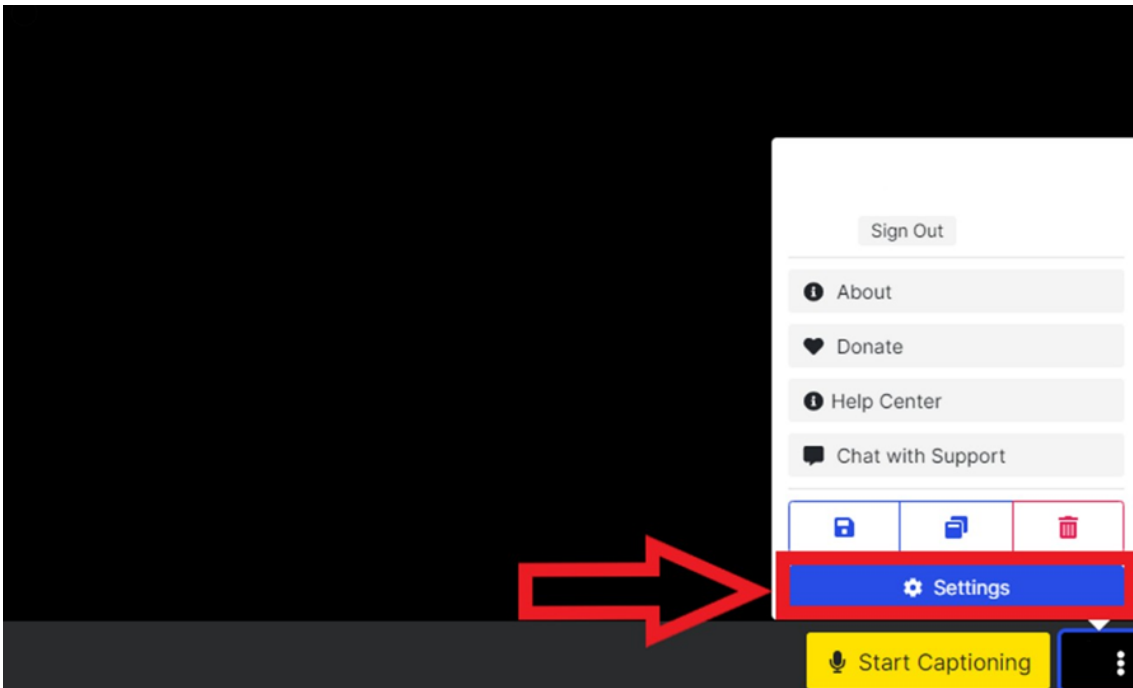 Sign Out
About
Donate
Help Center
Chat with Support
Settings
Start Captioning